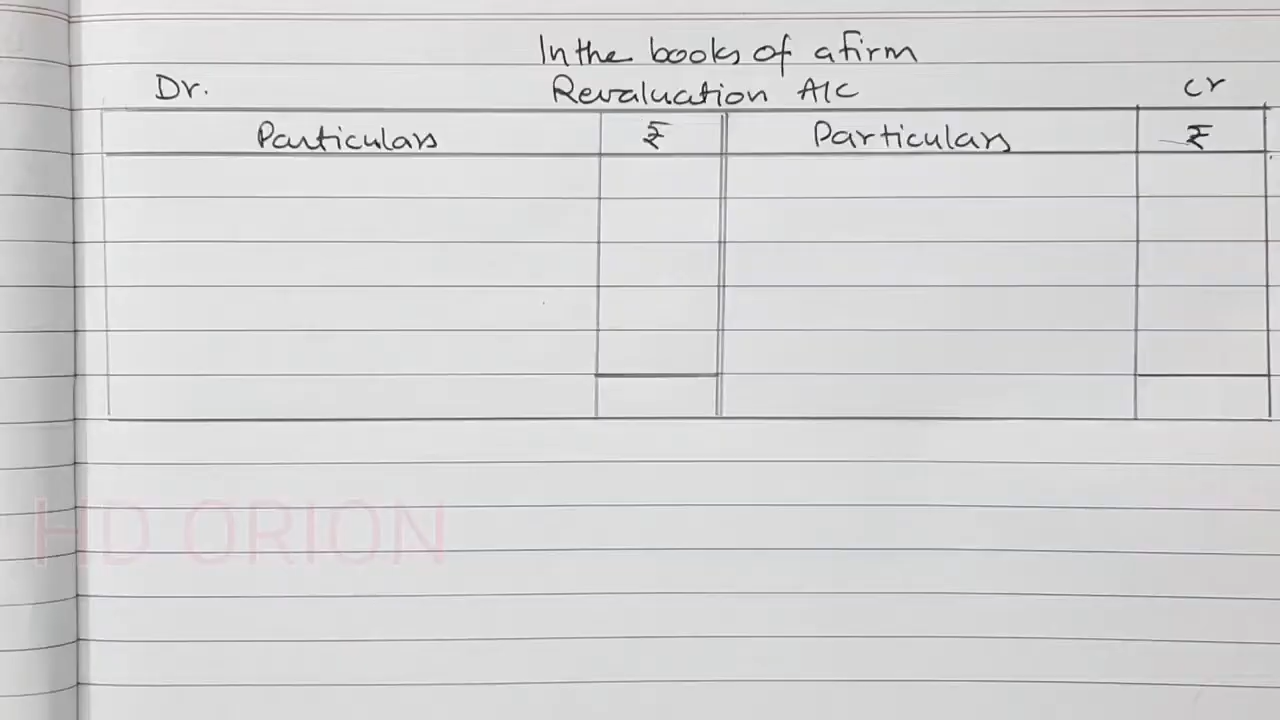 In the books of a firm
Dr. Revaluation A/C Cr
Particulars ₹ Particulars ₹
HD ORION